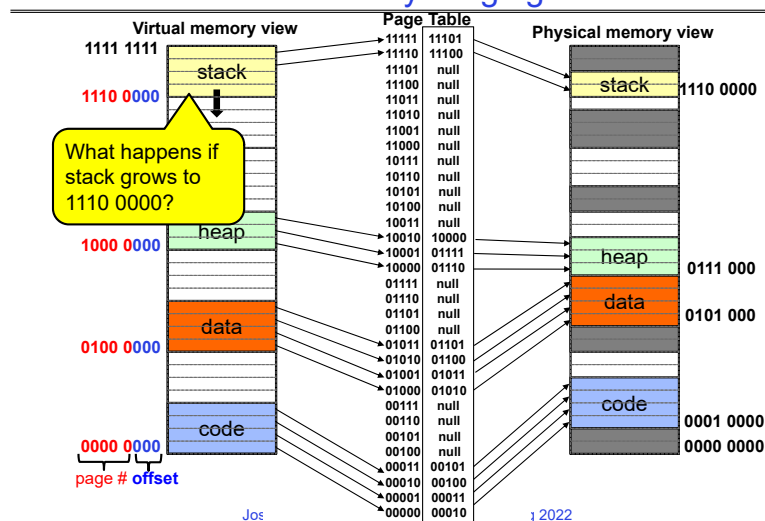 Virtual memory view
Page Table
Physical memory view
1111 1111
stack
1110 0000
What happens if
stack grows to
1110 0000?
heap
1000 0000
data
0100 0000
code
0000 0000
page # offset
11111 11101
11110 11100
11101 null
11100 null
11011 null
11010 null
11001 null
11000 null
10111 null
10110 null
10101 null
10100 null
10011 null
10010 10000
10001 01111
10000 01110
01111 null
01110 null
01101 null
01100 null
01011 01101
01010 01100
01001 01011
01000 01010
00111 null
00110 null
00101 null
00100 null
00011 00101
00010 00100
00001 00011
00000 00010
stack
1110 0000
heap
0111 000
data
0101 000
code
0001 0000
0000 0000
2022